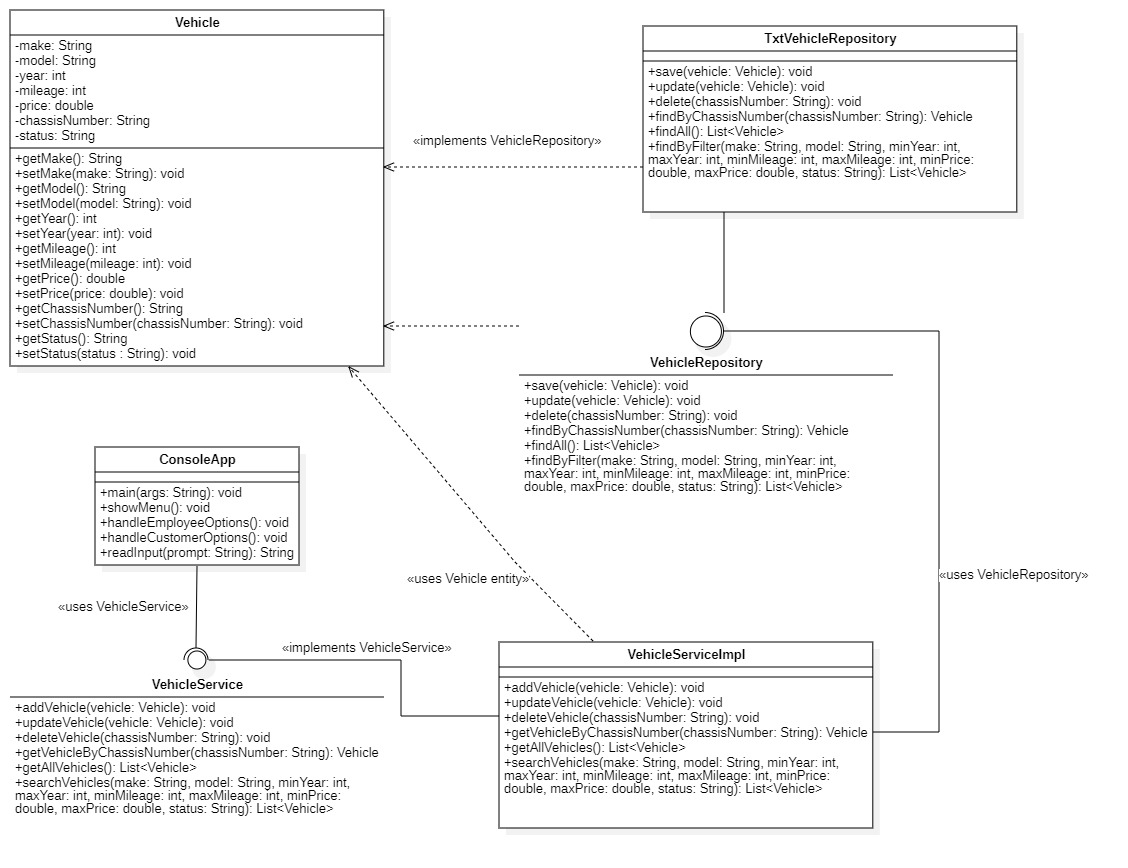 Vehicle
-make: String
-model: String
-year: int
-mileage: int
-price: double
-chassisNumber: String
-status: String
+getMake(): String
+setMake(make: String): void
+getModel(): String
+setModel(model: String): void
+getYear(): int
+setYear(year: int): void
+getMileage(): int
+setMileage(mileage: int): void
+getPrice(): double
+setPrice(price: double): void
+getChassisNumber(): String
+setChassisNumber(chassisNumber: String): void
+getStatus(): String
+setStatus(status : String): void
«implements VehicleRepository»
TxtVehicleRepository
+save(vehicle: Vehicle): void
+update(vehicle: Vehicle): void
+delete(chassisNumber: String): void
+findByChassisNumber(chassisNumber: String): Vehicle
+findAll(): List<Vehicle>
+findByFilter(make: String, model: String, minYear: int,
maxYear: int, minMileage: int, maxMileage: int, minPrice:
double, maxPrice: double, status: String): List<Vehicle>
VehicleRepository
+save(vehicle: Vehicle): void
+update(vehicle: Vehicle): void
+delete(chassisNumber: String): void
+findByChassisNumber(chassisNumber: String): Vehicle
+findAll(): List<Vehicle>
+findByFilter(make: String, model: String, minYear: int,
maxYear: int, minMileage: int, maxMileage: int, minPrice:
double, maxPrice: double, status: String): List<Vehicle>
ConsoleApp
+main(args: String): void
+showMenu(): void
+handleEmployeeOptions(): void
+handleCustomerOptions(): void
+readInput(prompt: String): String
«uses Vehicle entity»
«uses VehicleRepository»
«uses VehicleService»
«implements VehicleService»
VehicleService
+addVehicle(vehicle: Vehicle): void
+updateVehicle(vehicle: Vehicle): void
+deleteVehicle(chassisNumber: String): void
+getVehicleByChassisNumber(chassisNumber: String): Vehicle
+getAllVehicles(): List<Vehicle>
+searchVehicles(make: String, model: String, minYear: int,
maxYear: int, minMileage: int, maxMileage: int, minPrice:
double, maxPrice: double, status: String): List<Vehicle>
VehicleServiceImpl
+addVehicle(vehicle: Vehicle): void
+updateVehicle(vehicle: Vehicle): void
+deleteVehicle(chassisNumber: String): void
+getVehicleByChassisNumber(chassisNumber: String): Vehicle
+getAllVehicles(): List<Vehicle>
+searchVehicles(make: String, model: String, minYear: int,
maxYear: int, minMileage: int, maxMileage: int, minPrice:
double, maxPrice: double, status: String): List<Vehicle>